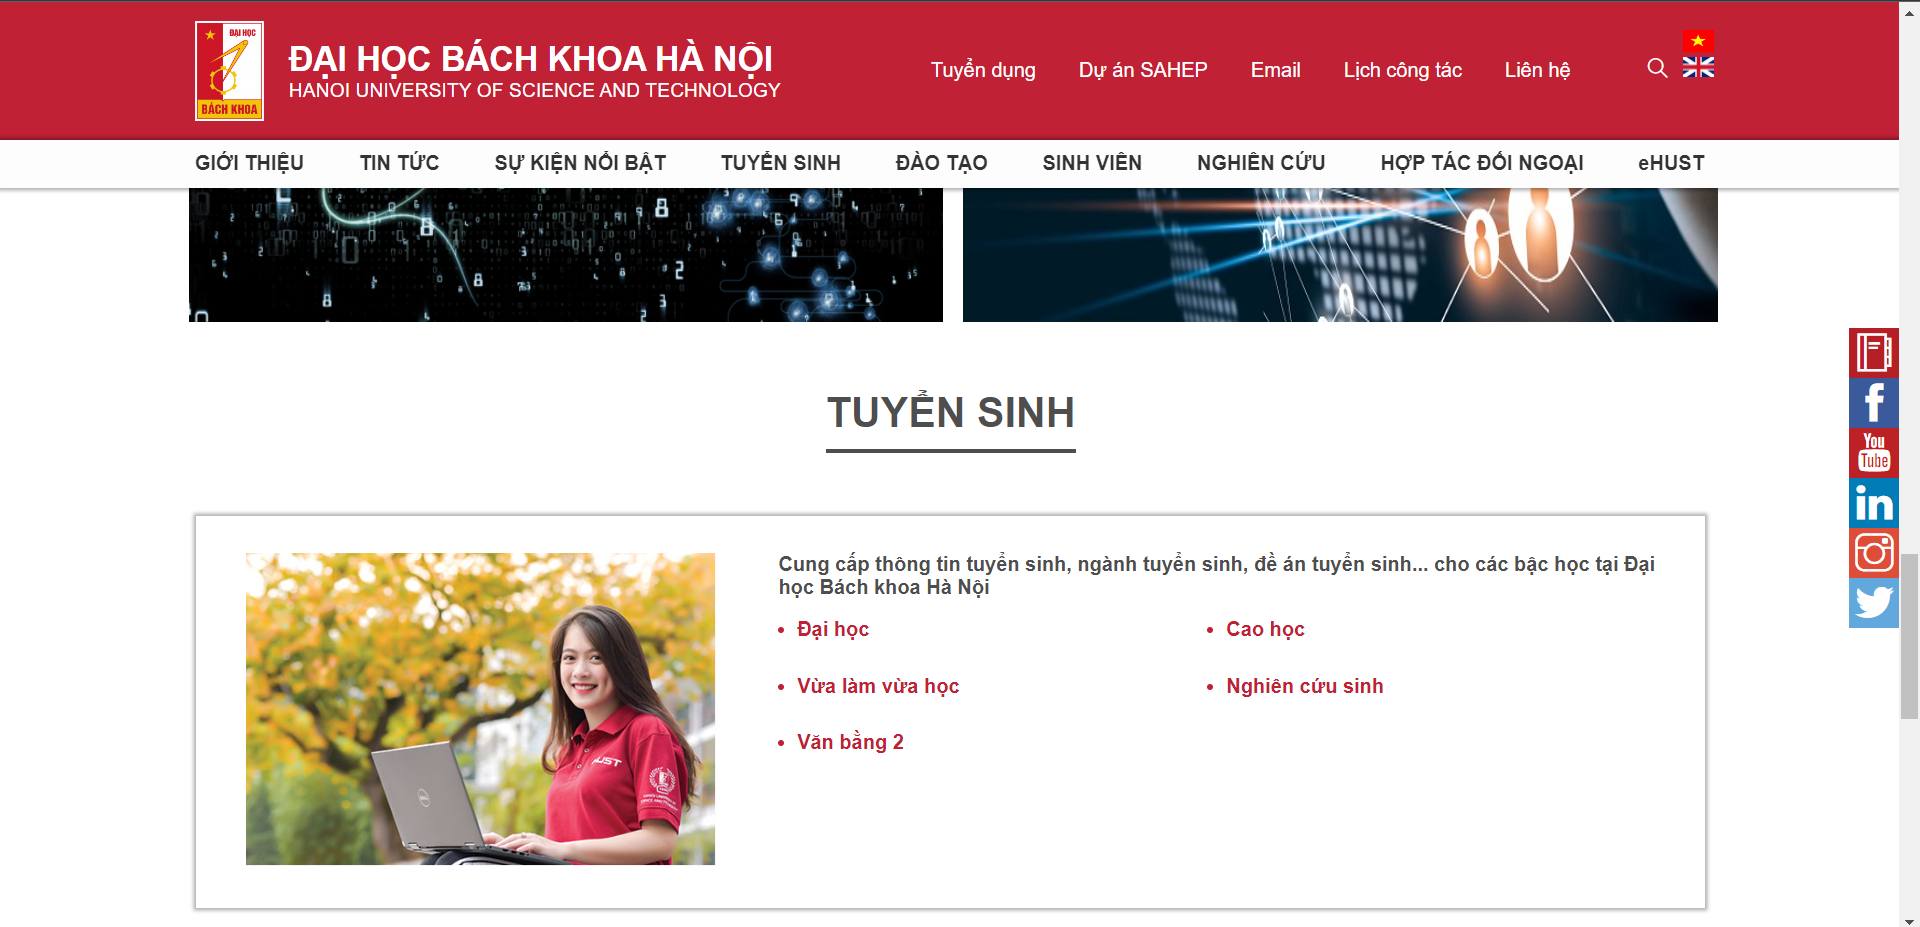 ĐẠI HỌC
BÁCH KHOA
ĐẠI HỌC BÁCH KHOA HÀ NỘI
HANOI UNIVERSITY OF SCIENCE AND TECHNOLOGY
Tuyển dụng
Dự án SAHEP
Email
Lịch công tác
Liên hệ
GIỚI THIỆU
TIN TỨC
SỰ KIỆN NỔI BẬT
TUYỂN SINH
ĐÀO TẠO
SINH VIÊN
NGHIÊN CỨU
HỢP TÁC ĐỐI NGOẠI
eHUST
You
Tube
in
TUYỂN SINH
Cung cấp thông tin tuyển sinh, ngành tuyển sinh, đề án tuyển sinh... cho các bậc học tại Đại
học Bách khoa Hà Nội
Đại học
Cao học
Vừa làm vừa học
Nghiên cứu sinh
Văn bằng 2
DELL